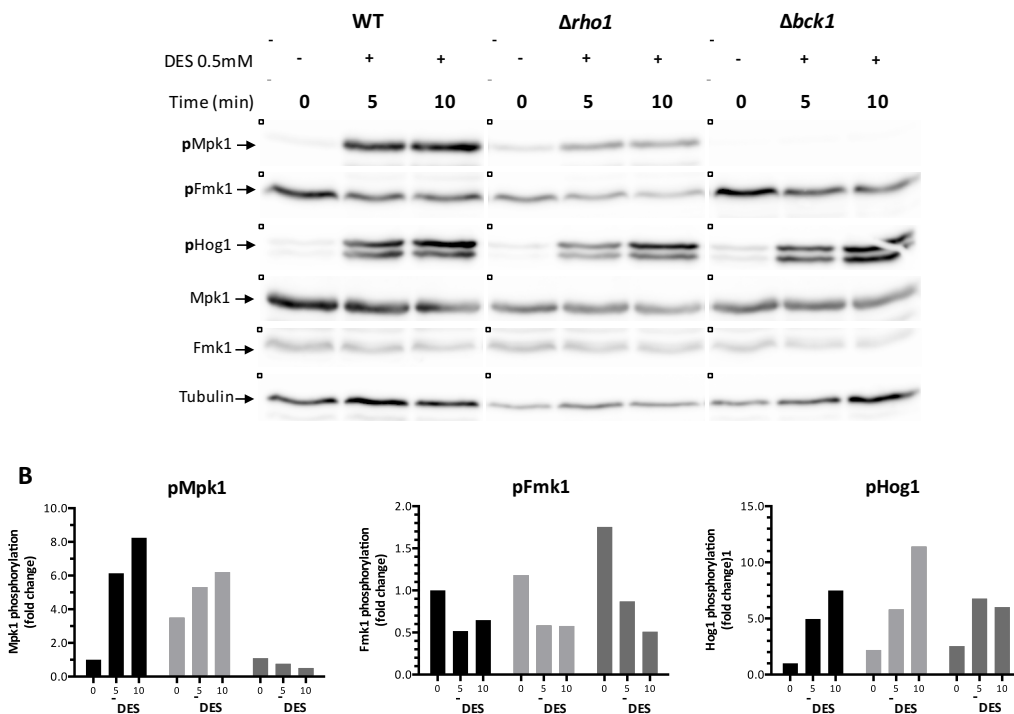 WT Δrho1 Δbck1
DES 0.5mM - + + - + + - + +
Time (min) 0 5 10 0 5 10 0 5 10
pMpk1
pFmk1
pHog1
Mpk1
Fmk1
Tubulin
B
pMpk1
Mpk1 phosphorylation
(fold change)
10.0
8.0
6.0
4.0
2.0
0.0
0 5 10 0 5 10 0 5 10
- - -
DES DES DES
pFmk1
Fmk1 phosphorylation
(fold change)
2.0
1.5
1.0
0.5
0.0
0 5 10 0 5 10 0 5 10
- - -
DES DES DES
pHog1
Hog1 phosphorylation
(fold change)1
15.0
10.0
5.0
0.0
0 5 10 0 5 10 0 5 10
- - -
DES DES DES